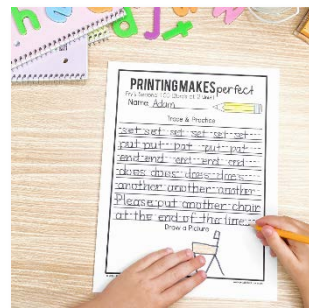 PRINTING MAKES perfect
Name: Adam
Trace & Practice
set set set set set set
put put put put put
end end end end end
does does does does
another another another
Please put another chair
at the end of the line.
Draw a Picture